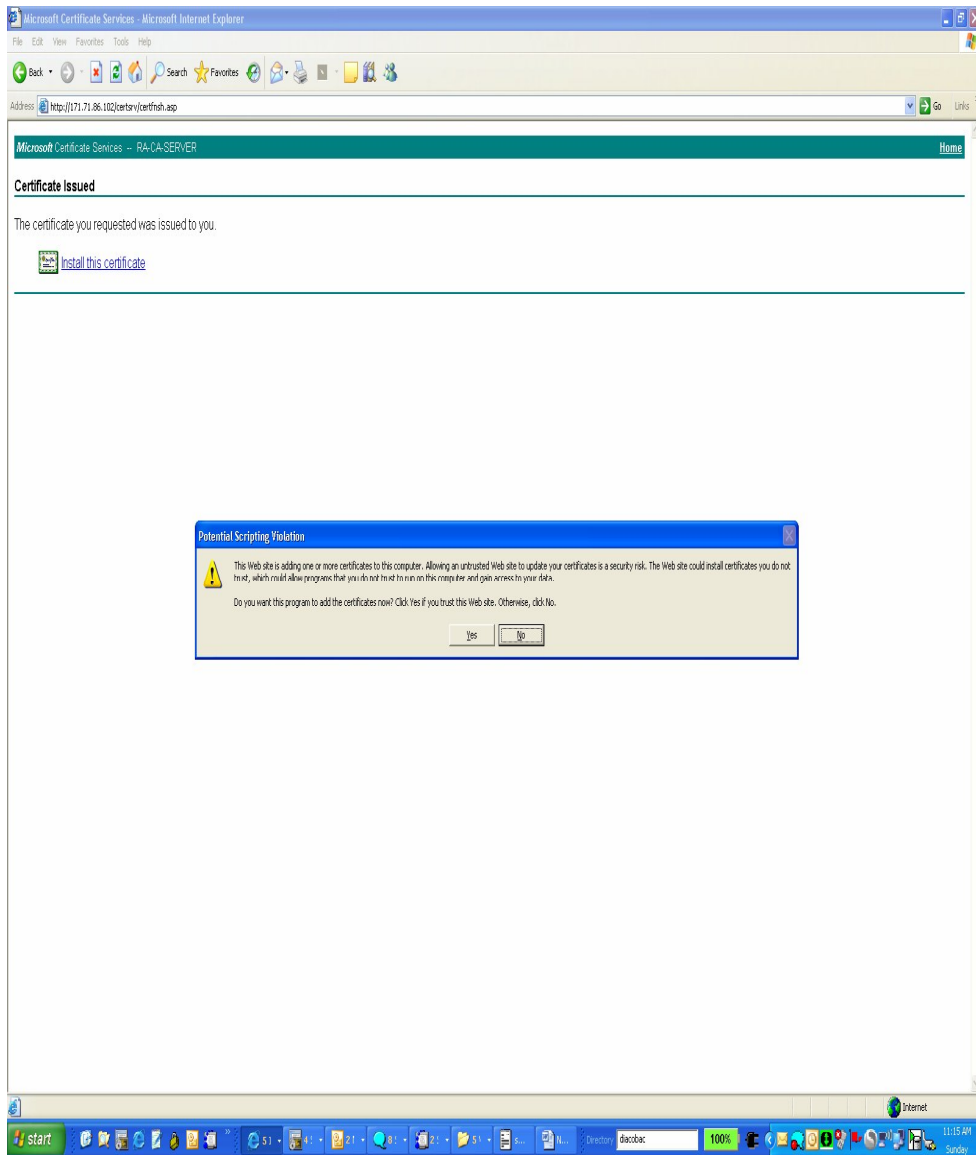 Microsoft Certificate Services - Microsoft Internet Explorer
File Edit View Favorites Tools Help
Back Search Favorites
Address http://171.71.86.102/certsrv/certfnsh.asp Go Links
Microsoft Certificate Services -- RA-CA-SERVER Home
Certificate Issued
The certificate you requested was issued to you.
Install this certificate
Potential Scripting Violation
This Web site is adding one or more certificates to this computer. Allowing an untrusted Web site to update your certificates is a security risk. The Web site could install certificates you do not
trust, which could allow programs that you do not trust to run on this computer and gain access to your data.
Do you want this program to add the certificates now? Click Yes if you trust this Web site. Otherwise, click No.
Yes No
Internet
start Directory diacobac 100% 11:15 AM
Sunday